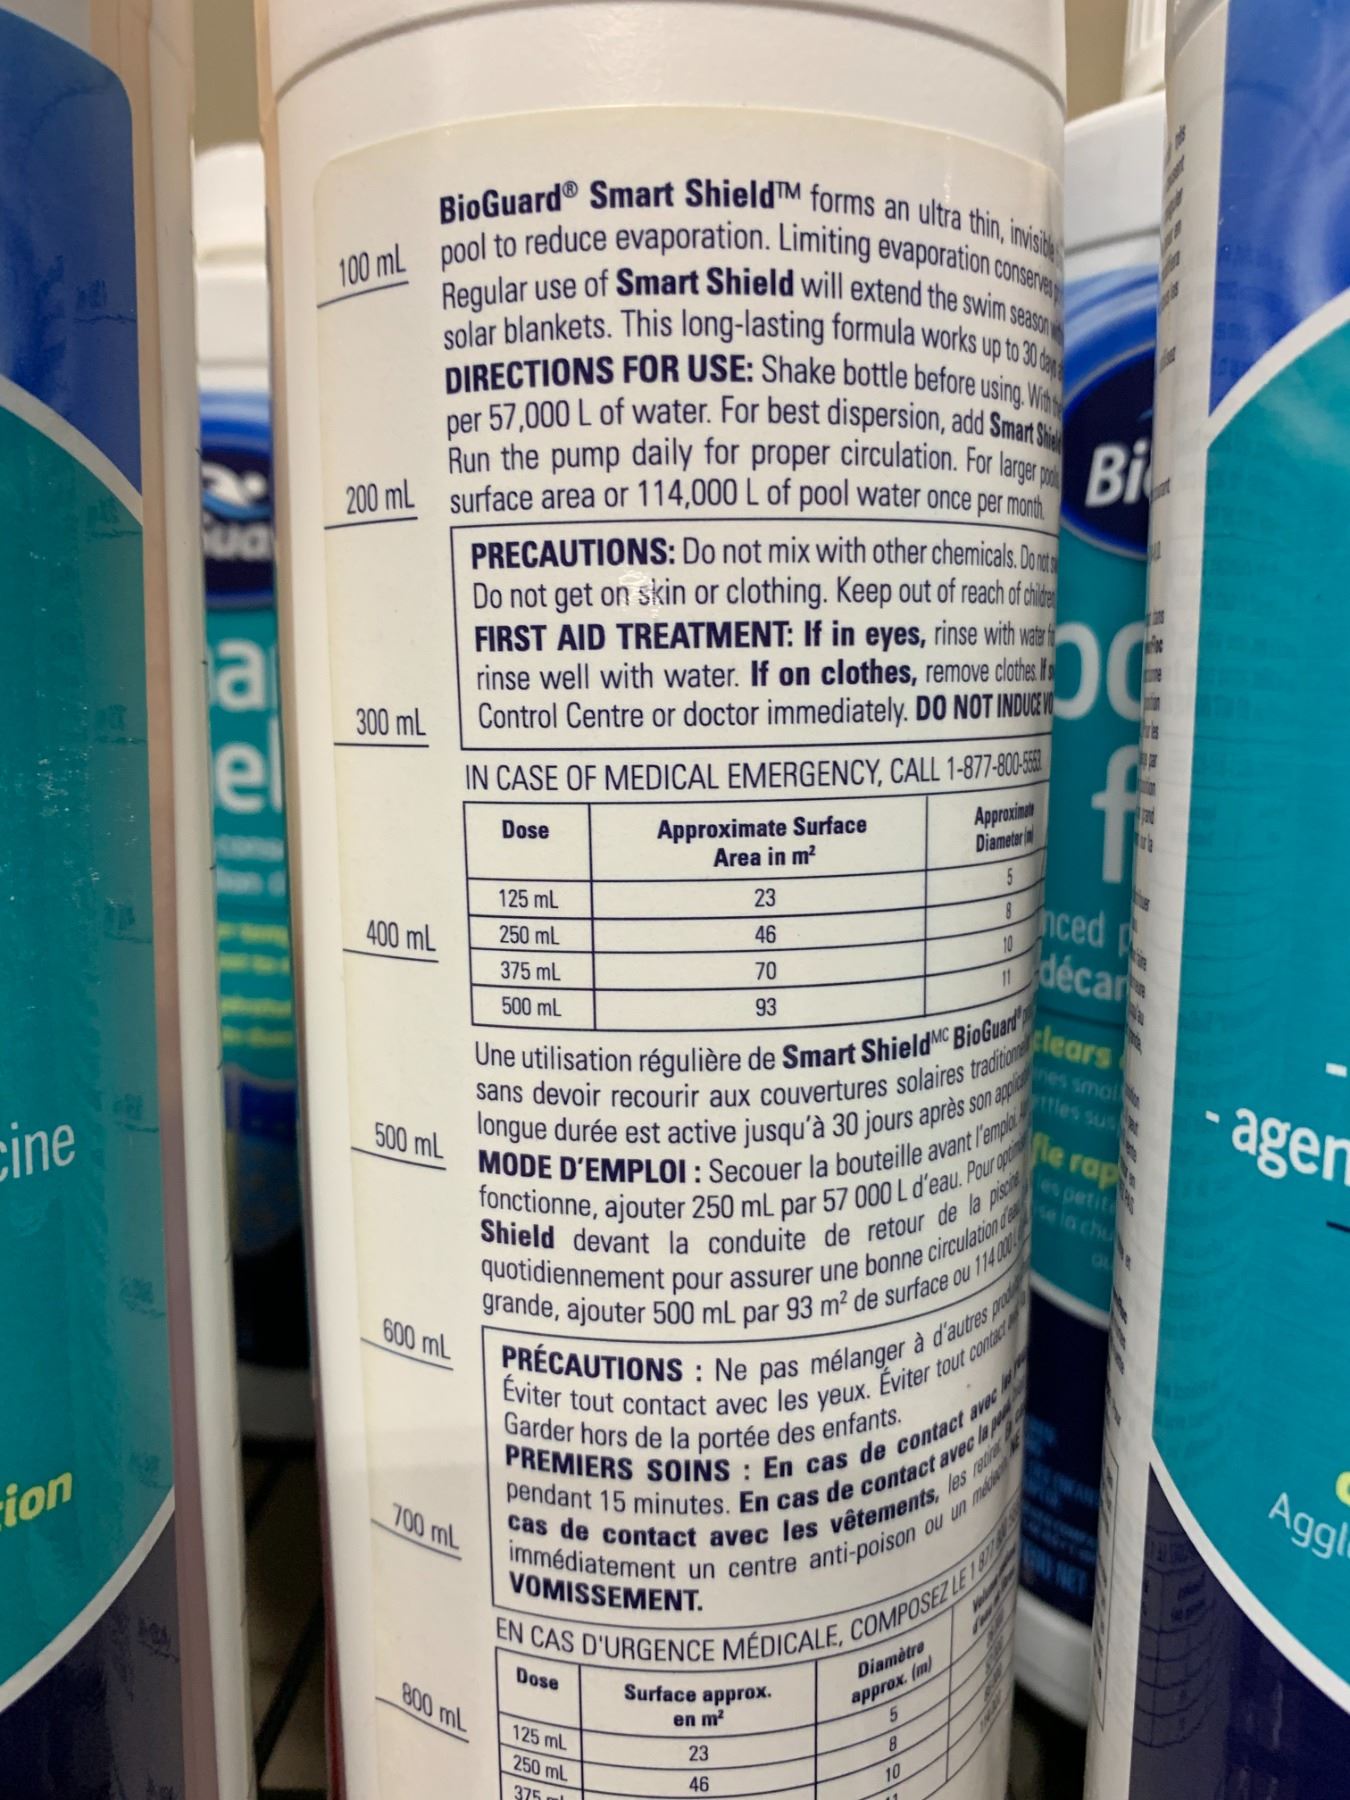 BioGuard® Smart Shield™ forms an ultra thin, invisible
pool to reduce evaporation. Limiting evaporation conserves
100 mL
Regular use of Smart Shield will extend the swim season
solar blankets. This long-lasting formula works up to 30 days
DIRECTIONS FOR USE: Shake bottle before using. With the
per 57,000 L of water. For best dispersion, add Smart Shield
Run the pump daily for proper circulation. For larger pools
200 mL
surface area or 114,000 L of pool water once per month.
PRECAUTIONS: Do not mix with other chemicals. Do not
Do not get on skin or clothing. Keep out of reach of children
FIRST AID TREATMENT: If in eyes, rinse with water
rinse well with water. If on clothes, remove clothes. If
300 mL
Control Centre or doctor immediately. DO NOT INDUCE
IN CASE OF MEDICAL EMERGENCY, CALL 1-877-800-5553.
Dose Approximate Surface Area in m² Approximate Diameter (m)
125 mL 23 5
400 mL
250 mL 46 8
375 mL 70 10
500 mL 93 11
Une utilisation régulière de Smart Shieldᴹᶜ BioGuard®
sans devoir recourir aux couvertures solaires
longue durée est active jusqu'à 30 jours après son
500 mL
MODE D'EMPLOI : Secouer la bouteille avant l'emploi.
fonctionne, ajouter 250 mL par 57 000 L d'eau. Pour
Shield devant la conduite de retour de la piscine.
quotidiennement pour assurer une bonne circulation d'eau
grande, ajouter 500 mL par 93 m² de surface ou 114 000 L
600 mL
PRÉCAUTIONS : Ne pas mélanger à d'autres
Éviter tout contact avec les yeux. Éviter tout contact
Garder hors de la portée des enfants.
PREMIERS SOINS : En cas de contact avec les
pendant 15 minutes. En cas de contact avec la peau,
700 mL
cas de contact avec les vêtements, les retirer.
immédiatement un centre anti-poison ou un médecin.
VOMISSEMENT.
EN CAS D'URGENCE MÉDICALE, COMPOSEZ LE 1 877
Dose Surface approx. en m² Diamètre approx. (m)
800 mL
125 mL 23 5
250 mL 46 8
375 10
cine
tion
Bi
- agen
Aggl
nced
décan
clears